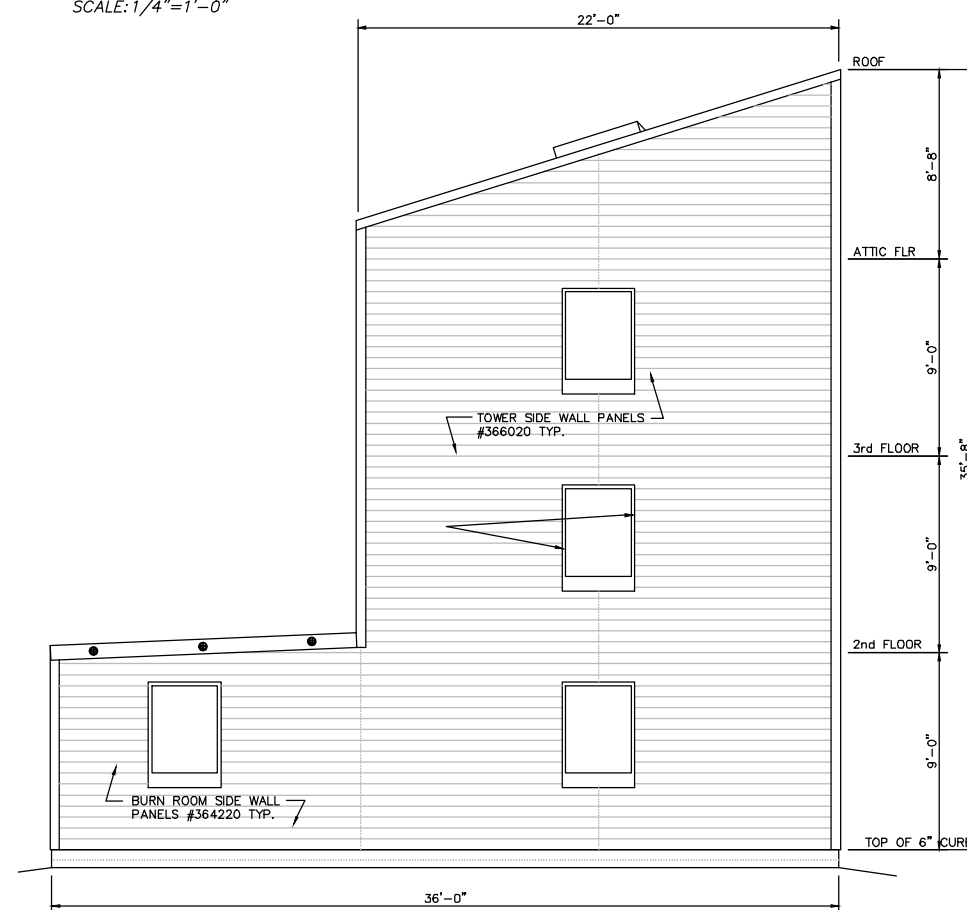 SCALE: 1/4"=1'-0"
22'-0"
ROOF
8'-8"
ATTIC FLR
9'-0"
TOWER SIDE WALL PANELS
#366020 TYP.
3rd FLOOR
35'-8"
9'-0"
2nd FLOOR
9'-0"
BURN ROOM SIDE WALL
PANELS #364220 TYP.
TOP OF 6" CURB
36'-0"